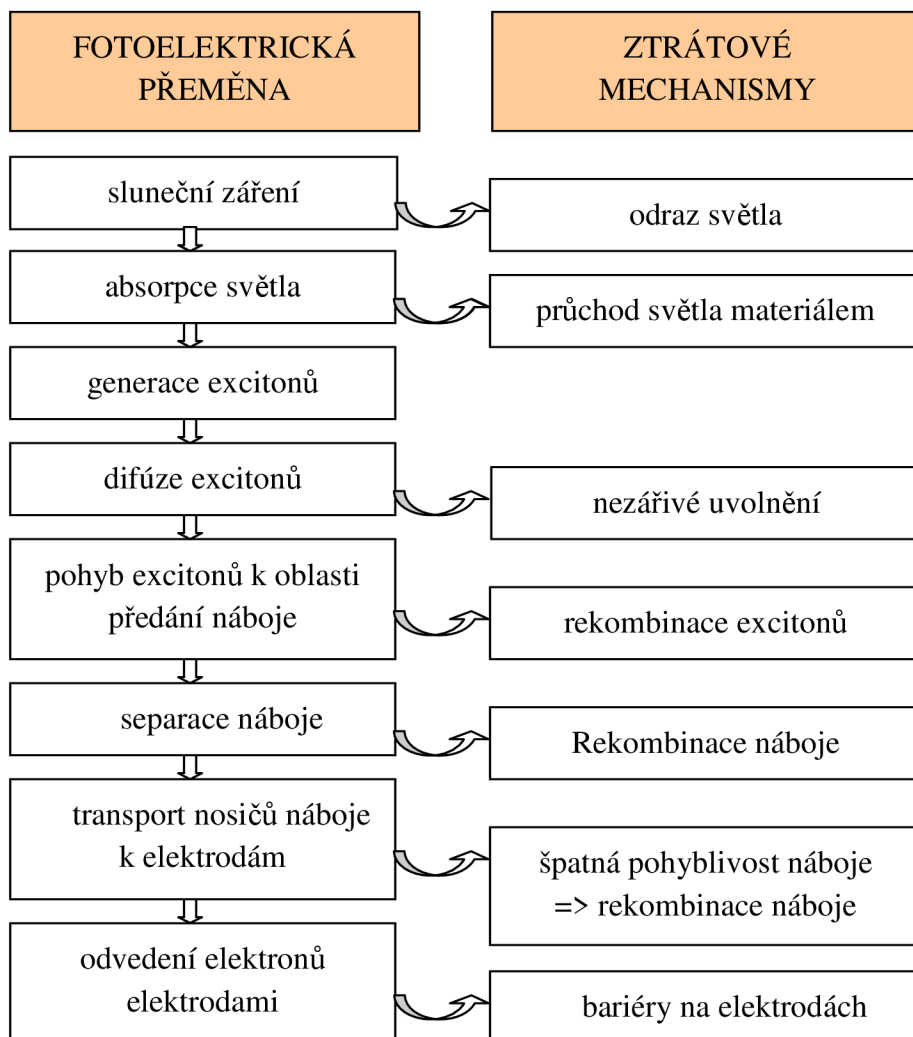 FOTOELEKTRICKÁ
PŘEMĚNA
ZTRÁTOVÉ
MECHANISMY
sluneční záření
odraz světla
absorpce světla
průchod světla materiálem
generace excitonů
difúze excitonů
nezářivé uvolnění
pohyb excitonů k oblasti
předání náboje
rekombinace excitonů
separace náboje
Rekombinace náboje
transport nosičů náboje
k elektrodám
špatná pohyblivost náboje
=> rekombinace náboje
odvedení elektronů
elektrodami
bariéry na elektrodách